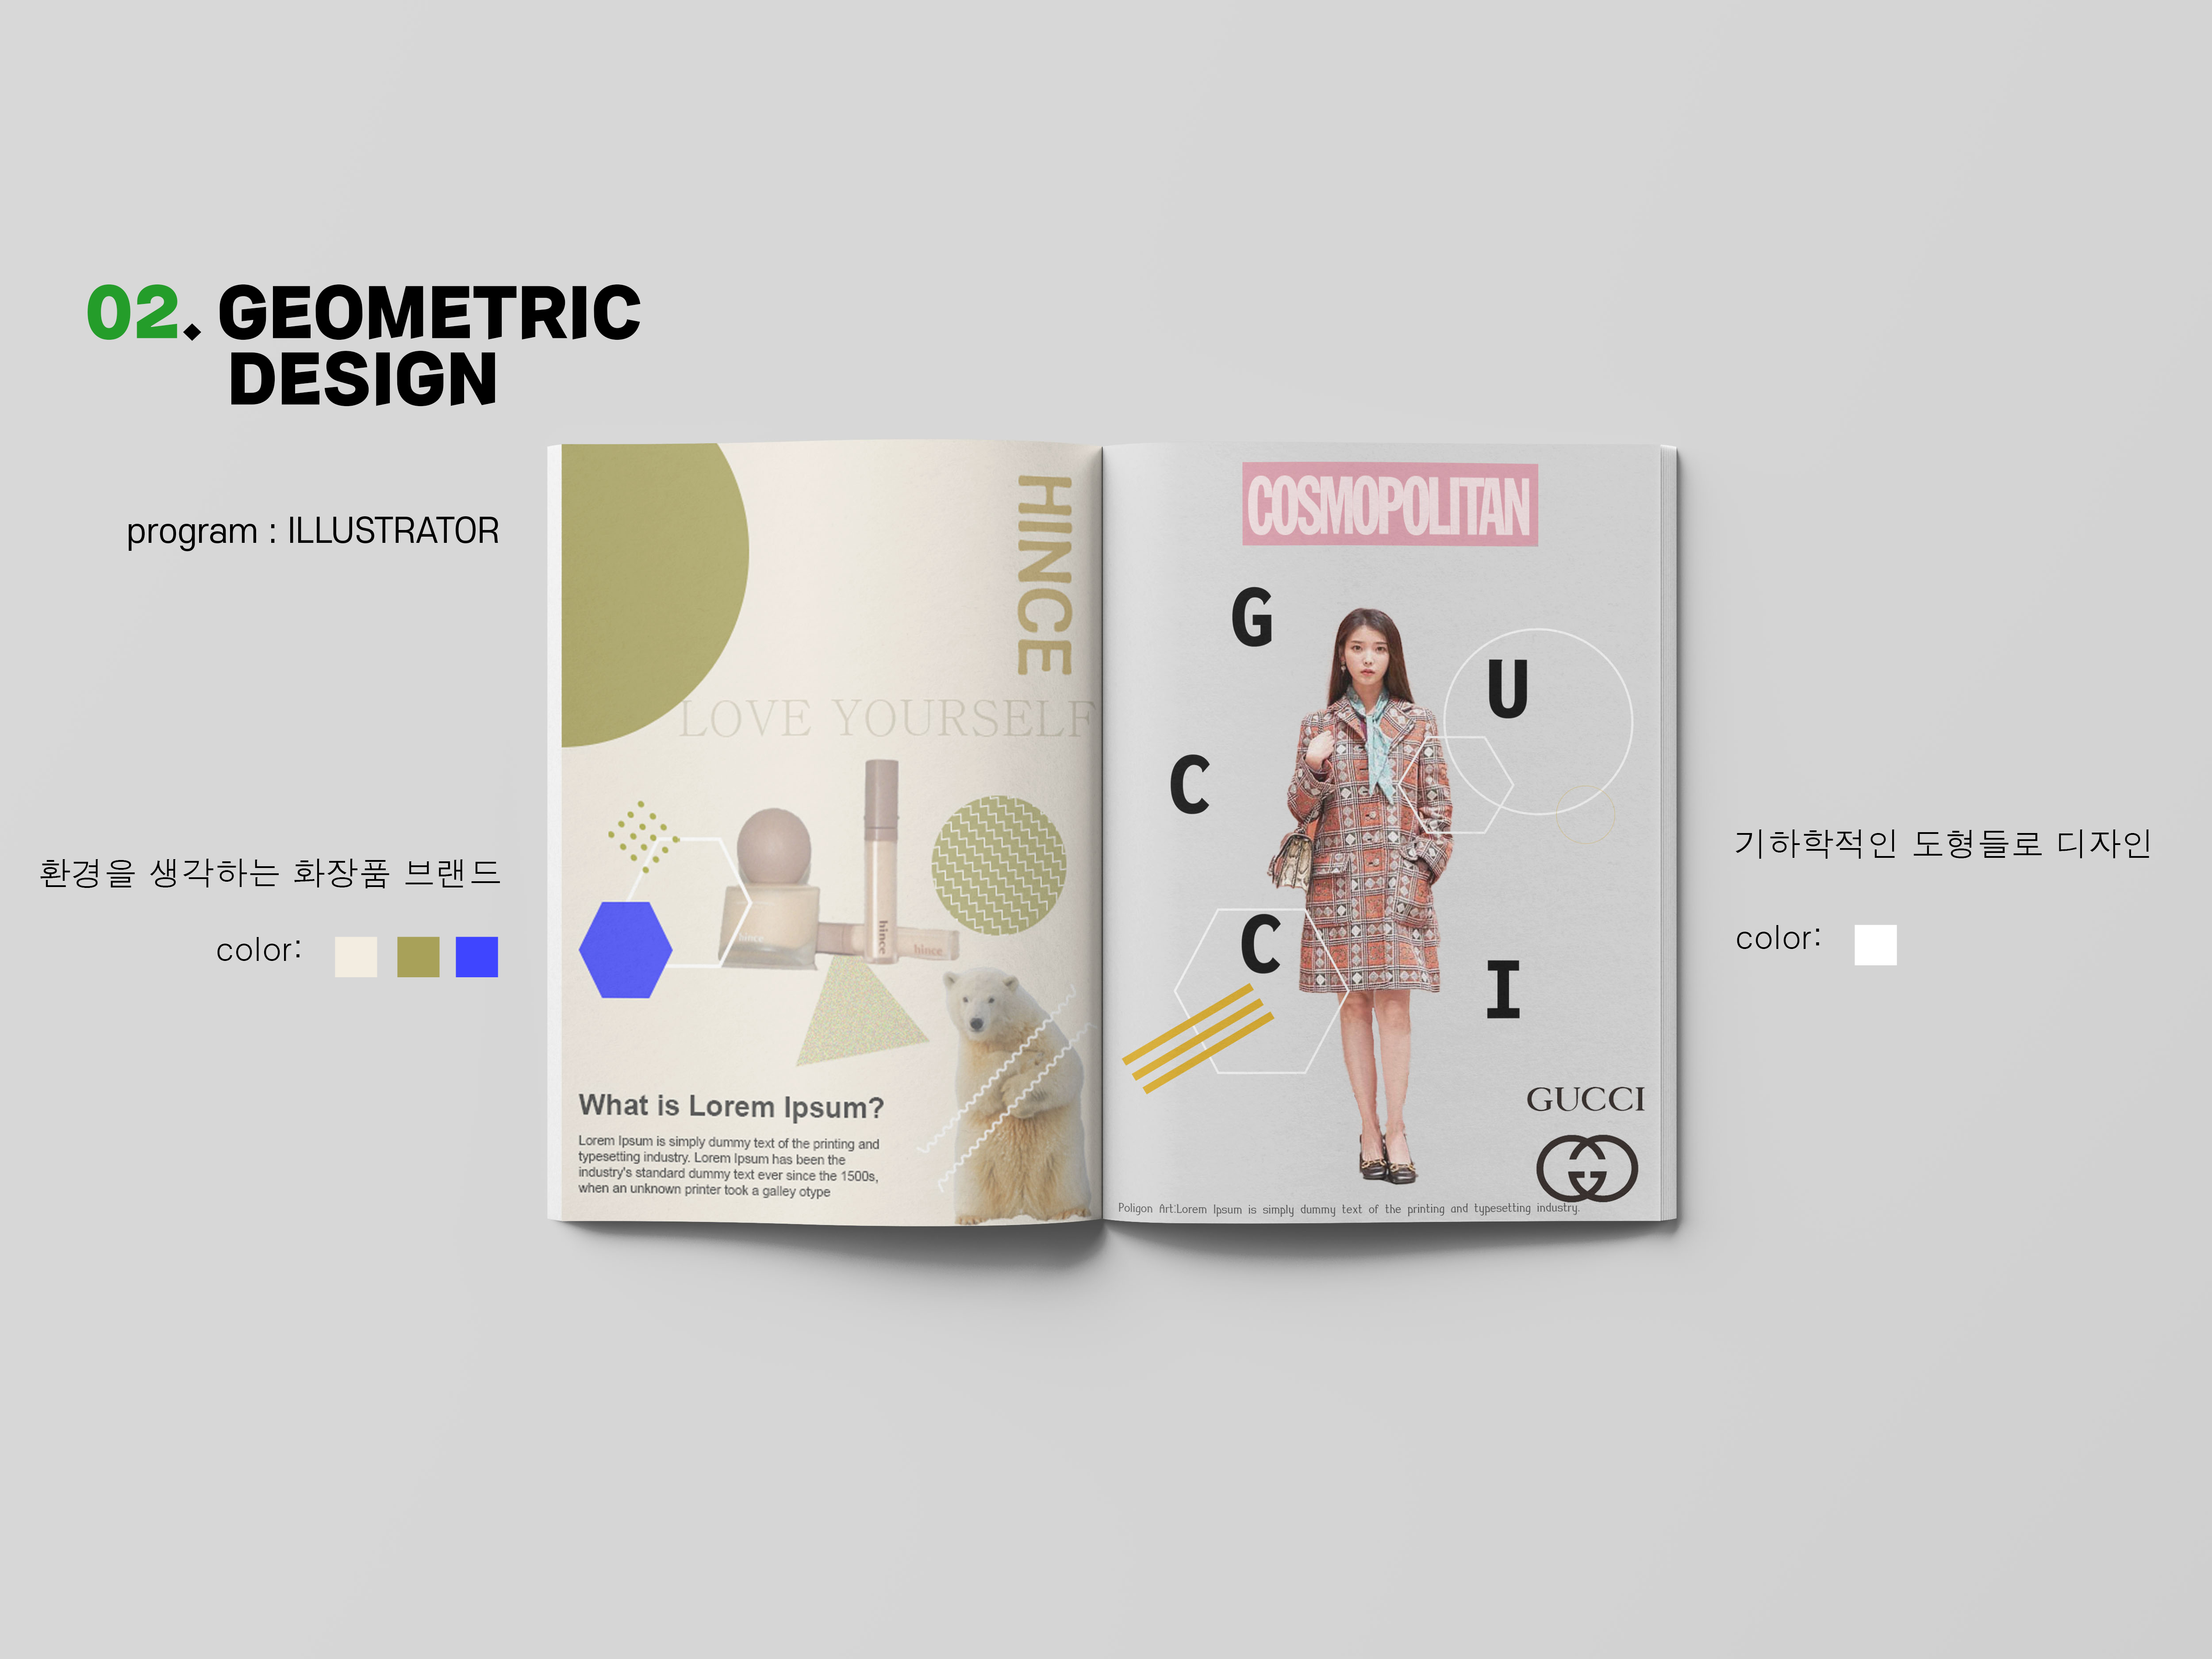 02. GEOMETRIC
DESIGN
program : ILLUSTRATOR
환경을 생각하는 화장품 브랜드
color:
HINCE
LOVE YOURSELF
hince
hince
hince
What is Lorem Ipsum?
Lorem Ipsum is simply dummy text of the printing and
typesetting industry. Lorem Ipsum has been the
industry's standard dummy text ever since the 1500s,
when an unknown printer took a galley otype
COSMOPOLITAN
G
U
C
C
I
GUCCI
Poligon Art:Lorem Ipsum is simply dummy text of the printing and typesetting industry.
기하학적인 도형들로 디자인
color: